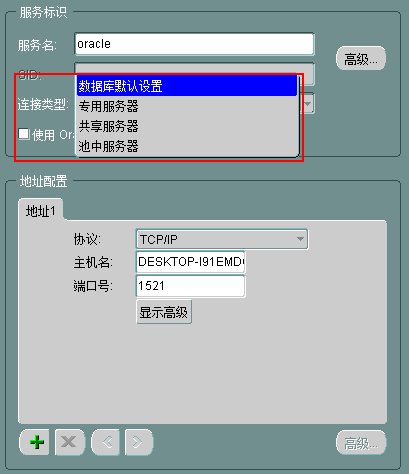 服务标识
服务名: oracle
高级...
SID:
数据库默认设置
连接类型:
专用服务器
共享服务器
使用 Ora
池中服务器
地址配置
地址1
协议: TCP/IP
主机名: DESKTOP-I91EMD
端口号: 1521
显示高级
高级...